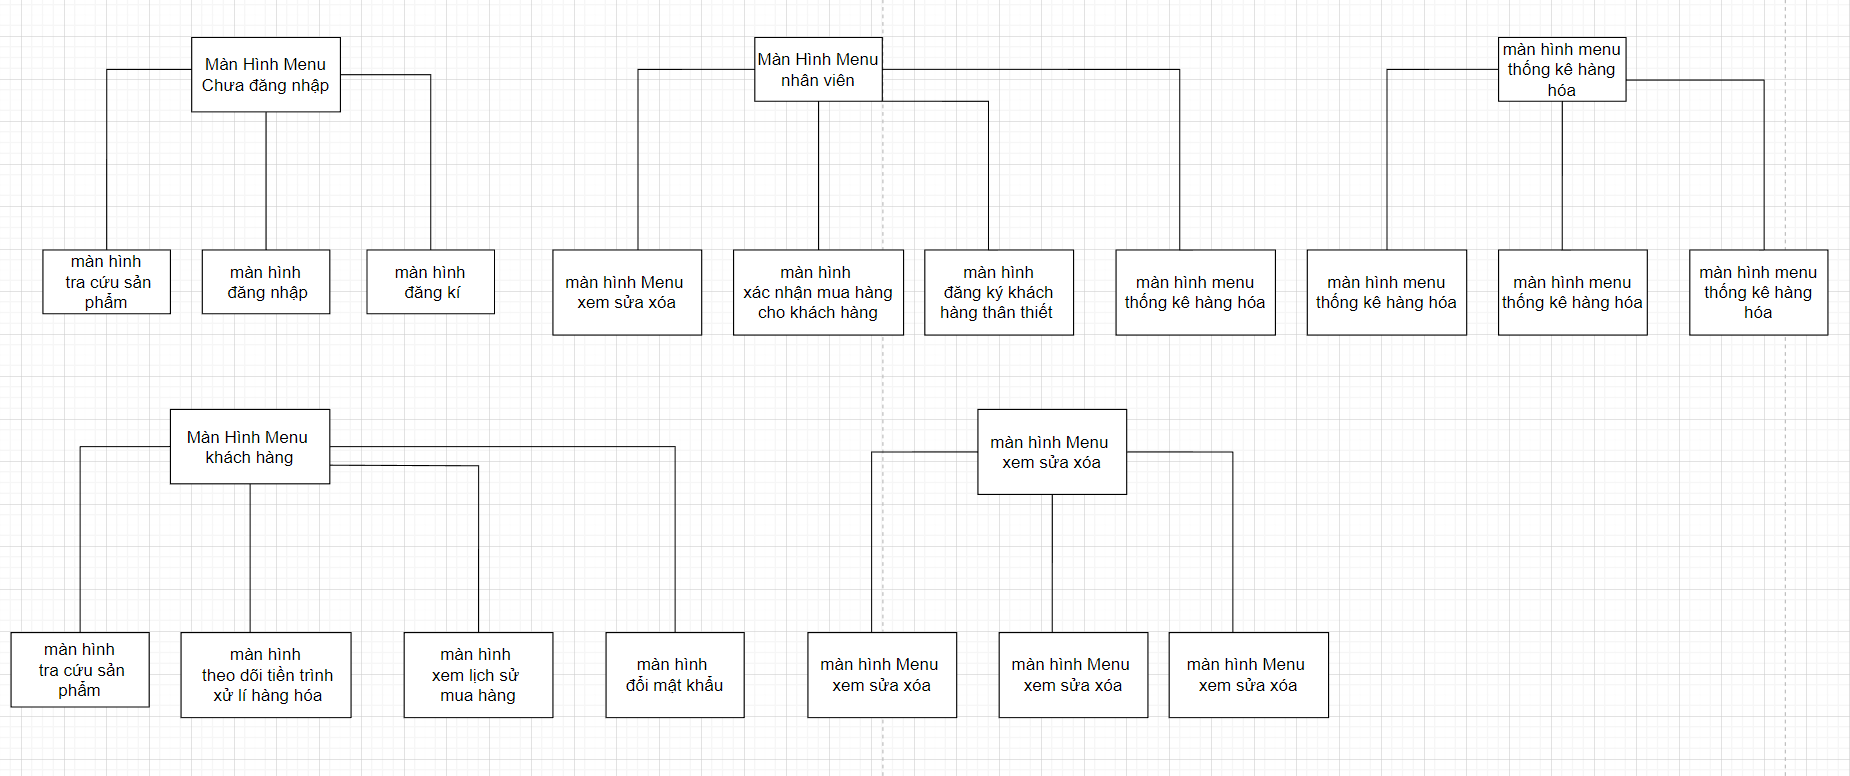 Màn Hình Menu
Chưa đăng nhập
màn hình
tra cứu sản
phẩm
màn hình
đăng nhập
màn hình
đăng kí
Màn Hình Menu
nhân viên
màn hình Menu
xem sửa xóa
màn hình
xác nhận mua hàng
cho khách hàng
màn hình
đăng ký khách
hàng thân thiết
màn hình menu
thống kê hàng hóa
màn hình menu
thống kê hàng
hóa
màn hình menu
thống kê hàng hóa
màn hình menu
thống kê hàng hóa
màn hình menu
thống kê hàng
hóa
Màn Hình Menu
khách hàng
màn hình
tra cứu sản
phẩm
màn hình
theo dõi tiền trình
xử lí hàng hóa
màn hình
xem lịch sử
mua hàng
màn hình
đổi mật khẩu
màn hình Menu
xem sửa xóa
màn hình Menu
xem sửa xóa
màn hình Menu
xem sửa xóa
màn hình Menu
xem sửa xóa